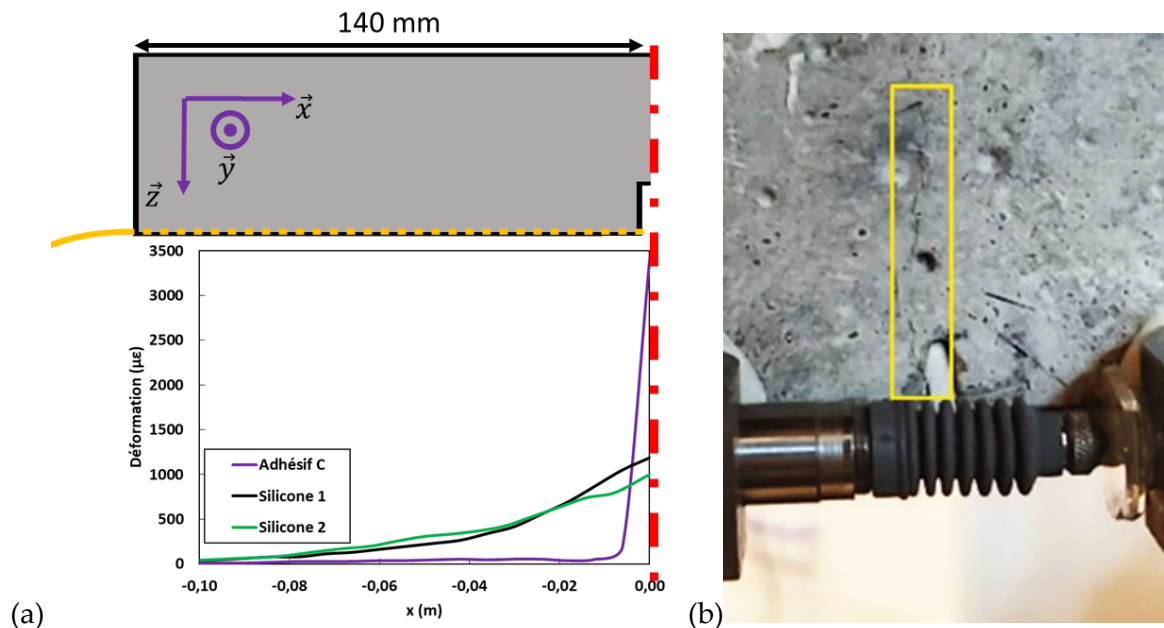 140 mm
x
y
z
3500
3000
2500
2000
1500
1000
500
0
Déformation (µε)
Adhésif C
Silicone 1
Silicone 2
-0,10 -0,08 -0,06 -0,04 -0,02 0,00
x (m)
(a)
(b)